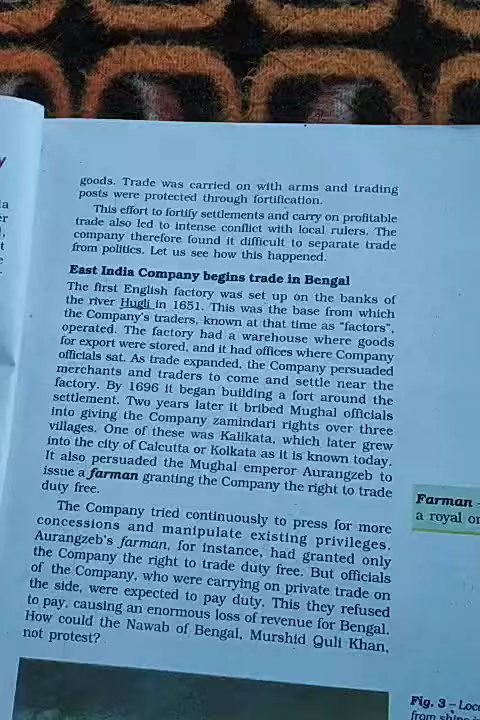 goods. Trade was carried on with arms and trading
posts were protected through fortification.
This effort to fortify settlements and carry on profitable
trade also led to intense conflict with local rulers. The
company therefore found it difficult to separate trade
from politics. Let us see how this happened.
East India Company begins trade in Bengal
The first English factory was set up on the banks of
the river Hugli in 1651. This was the base from which
the Company's traders, known at that time as "factors",
operated. The factory had a warehouse where goods
for export were stored, and it had offices where Company
officials sat. As trade expanded, the Company persuaded
merchants and traders to come and settle near the
factory. By 1696 it began building a fort around the
settlement. Two years later it bribed Mughal officials
into giving the Company zamindari rights over three
villages. One of these was Kalikata, which later grew
into the city of Calcutta or Kolkata as it is known today.
It also persuaded the Mughal emperor Aurangzeb to
issue a farman granting the Company the right to trade
duty free.
The Company tried continuously to press for more
concessions and manipulate existing privileges.
Aurangzeb's farman, for instance, had granted only
the Company the right to trade duty free. But officials
of the Company, who were carrying on private trade on
the side, were expected to pay duty. This they refused
to pay, causing an enormous loss of revenue for Bengal.
How could the Nawab of Bengal, Murshid Quli Khan,
not protest?
Farman –
a royal or
Fig. 3 – Loc
from ships